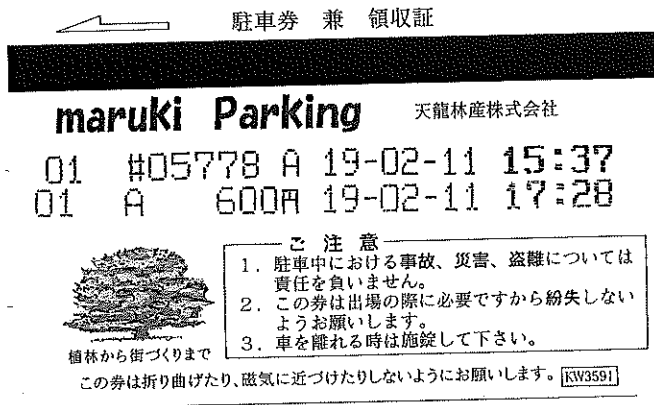 駐車券 兼 領収証
maruki Parking 天龍林産株式会社
01 #05778 A 19-02-11 15:37
01 A 600円 19-02-11 17:28
ご注意
1. 駐車中における事故、災害、盗難については
責任を負いません。
2. この券は出場の際に必要ですから紛失しない
ようお願いします。
3. 車を離れる時は施錠して下さい。
植林から街づくりまで
この券は折り曲げたり、磁気に近づけたりしないようにお願いします。 KW3591